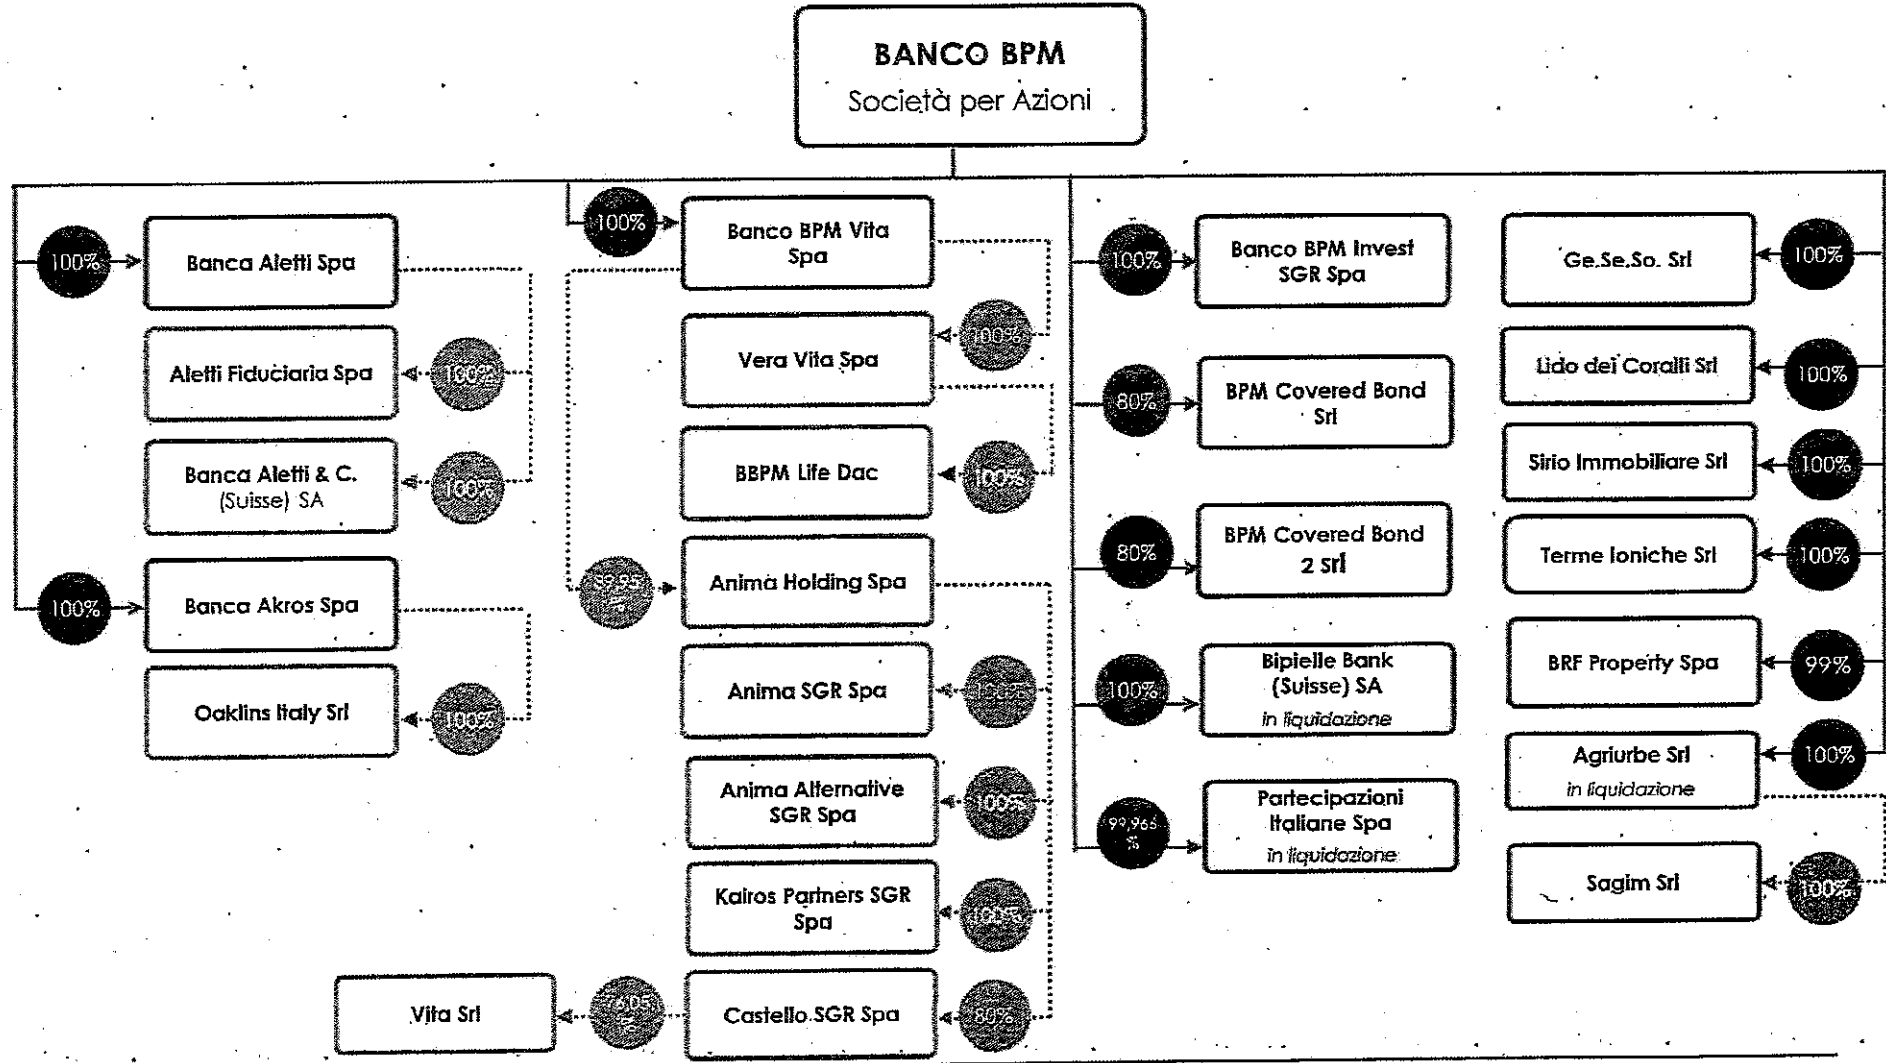 BANCO BPM
Società per Azioni
100%
Banca Aletti Spa
Aletti Fiduciaria Spa
100%
Banca Aletti & C.
(Suisse) SA
100%
100%
Banca Akros Spa
Oaklins Italy Srl
100%
100%
Banco BPM Vita
Spa
Vera Vita Spa
100%
BBPM Life Dac
100%
Anima Holding Spa
Anima SGR Spa
100%
Anima Alternative
SGR Spa
100%
Kairos Partners SGR
Spa
100%
Vita Srl
Castello SGR Spa
80%
100%
Banco BPM Invest
SGR Spa
80%
BPM Covered Bond
Srl
80%
BPM Covered Bond
2 Srl
100%
Bipielle Bank
(Suisse) SA
in liquidazione
99,966
%
Partecipazioni
Italiane Spa
in liquidazione
Ge.Se.So. Srl
100%
Lido dei Coralli Srl
100%
Sirio Immobiliare Srl
100%
Terme Ioniche Srl
100%
BRF Property Spa
99%
Agriurbe Srl
in liquidazione
100%
Sagim Srl
100%